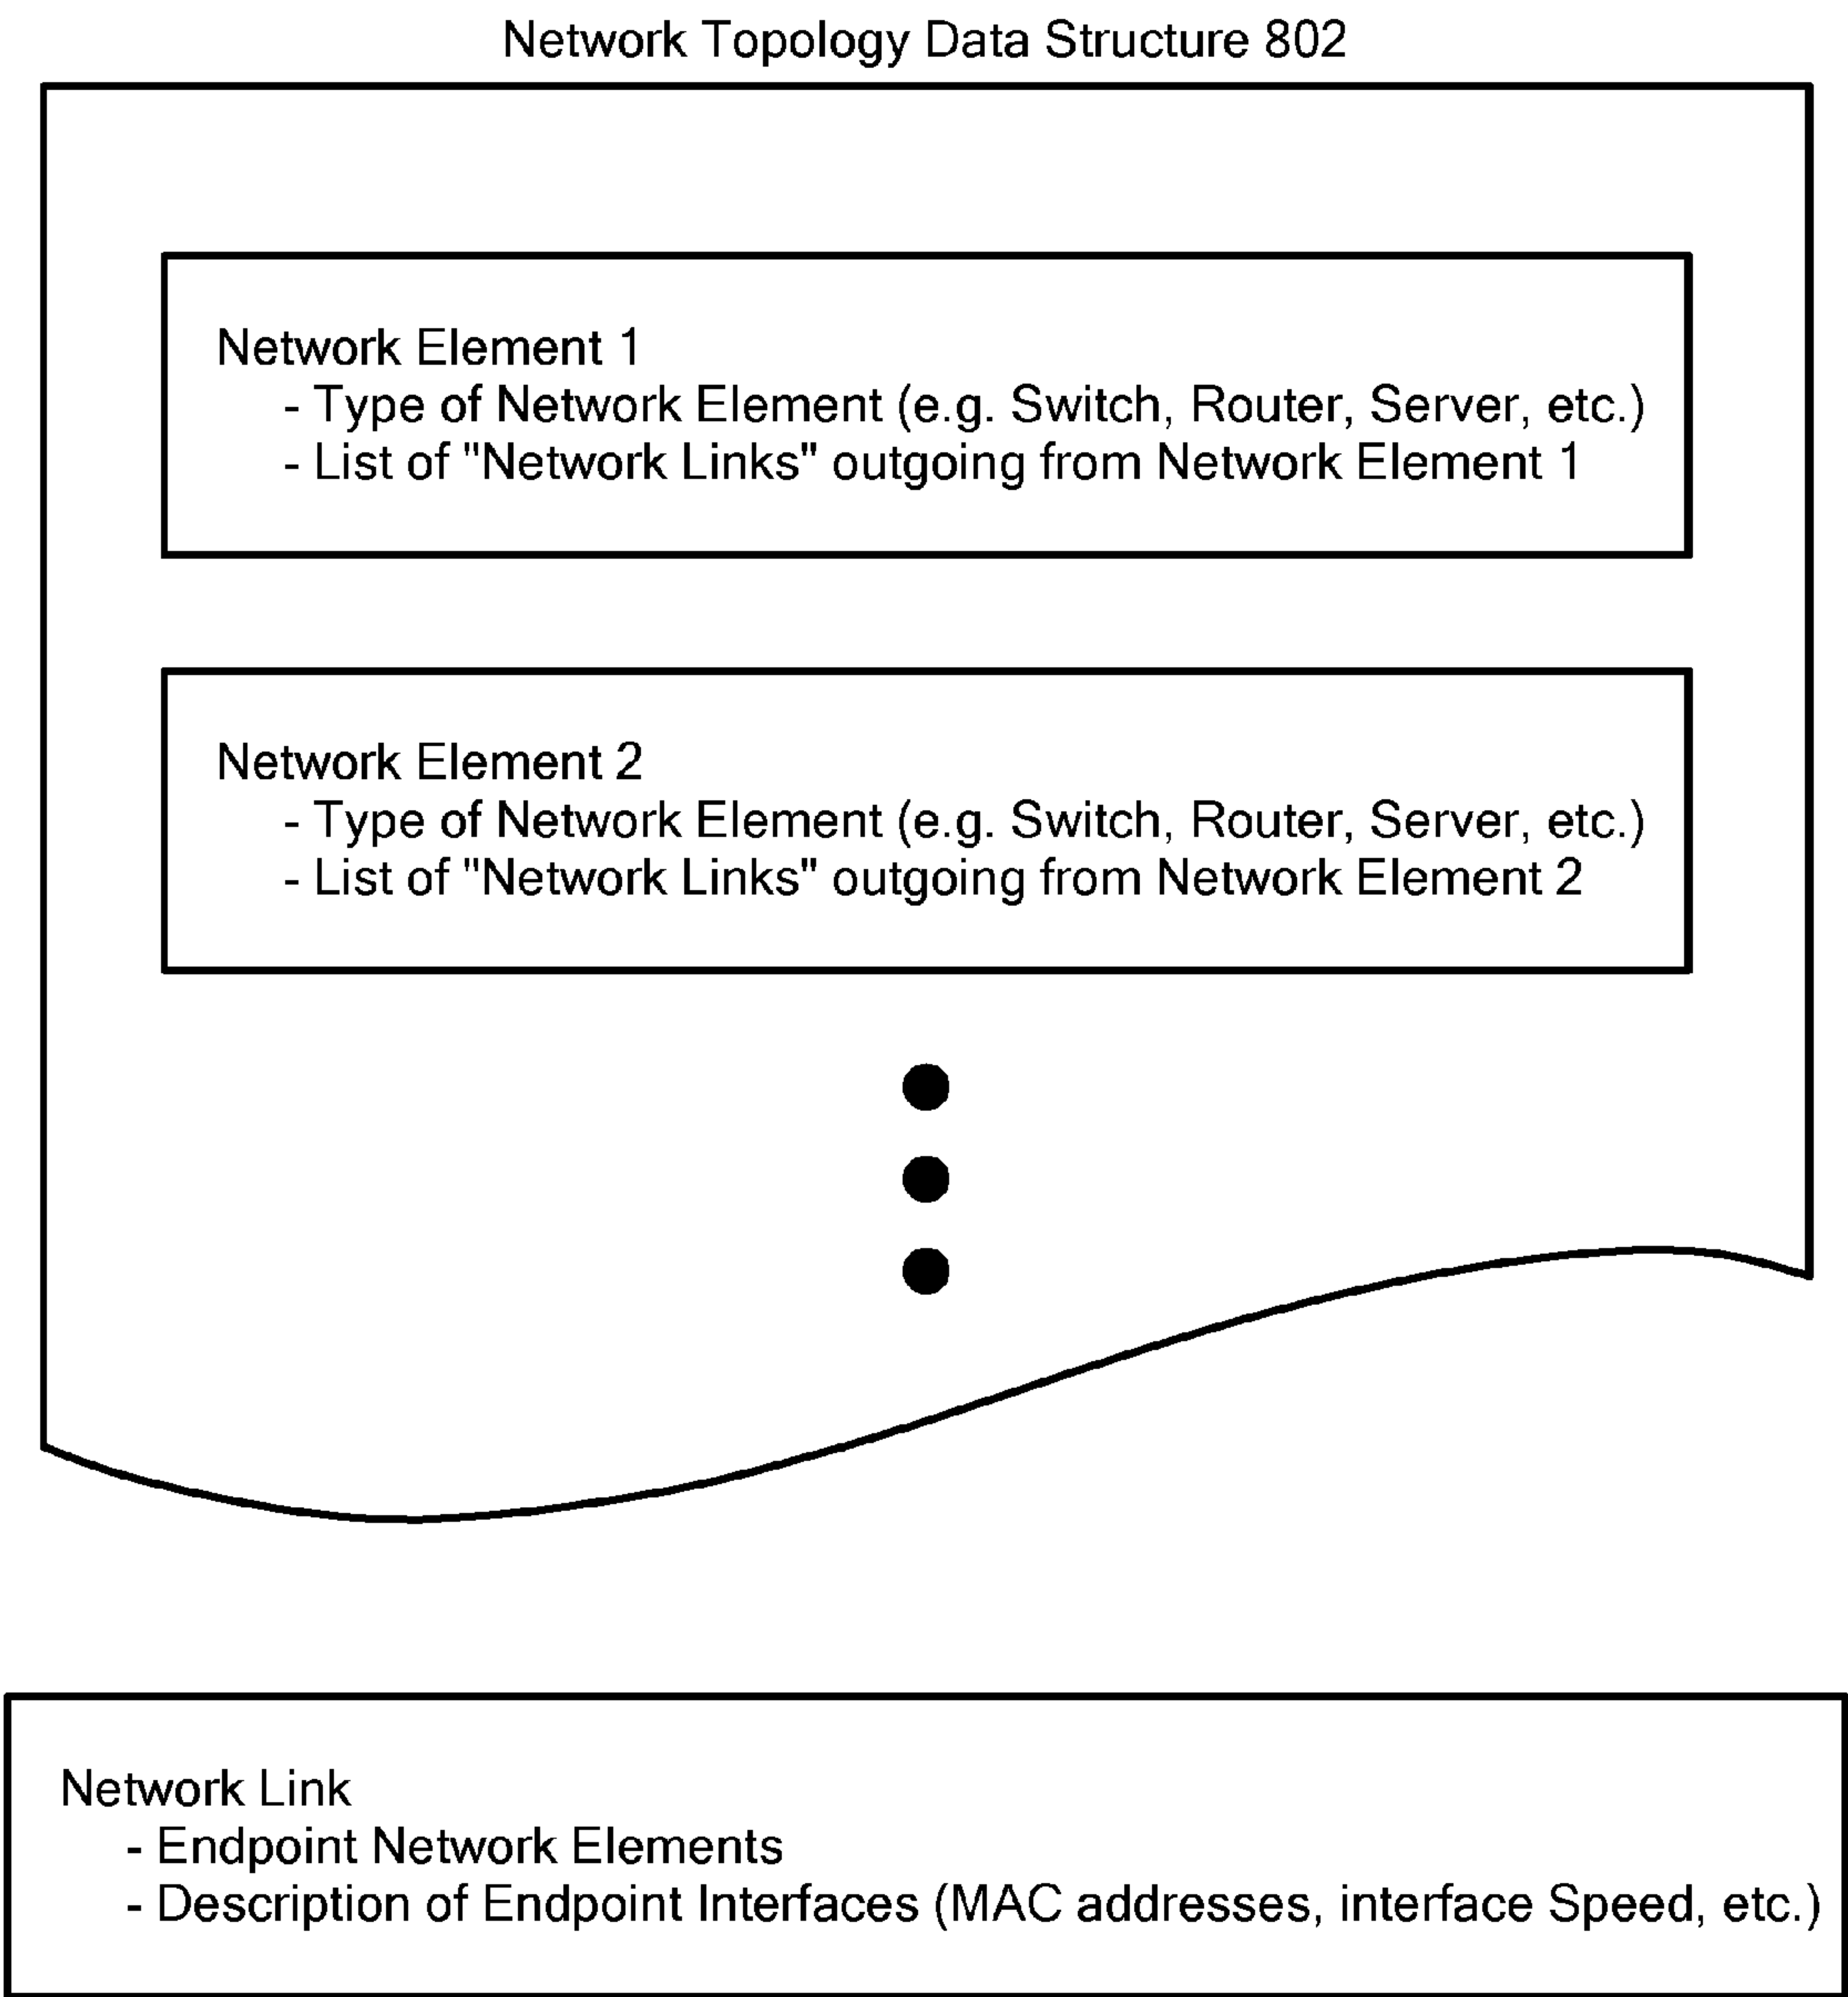 Network Topology Data Structure 802
Network Element 1
- Type of Network Element (e.g. Switch, Router, Server, etc.)
- List of "Network Links" outgoing from Network Element 1
Network Element 2
- Type of Network Element (e.g. Switch, Router, Server, etc.)
- List of "Network Links" outgoing from Network Element 2
Network Link
- Endpoint Network Elements
- Description of Endpoint Interfaces (MAC addresses, interface Speed, etc.)